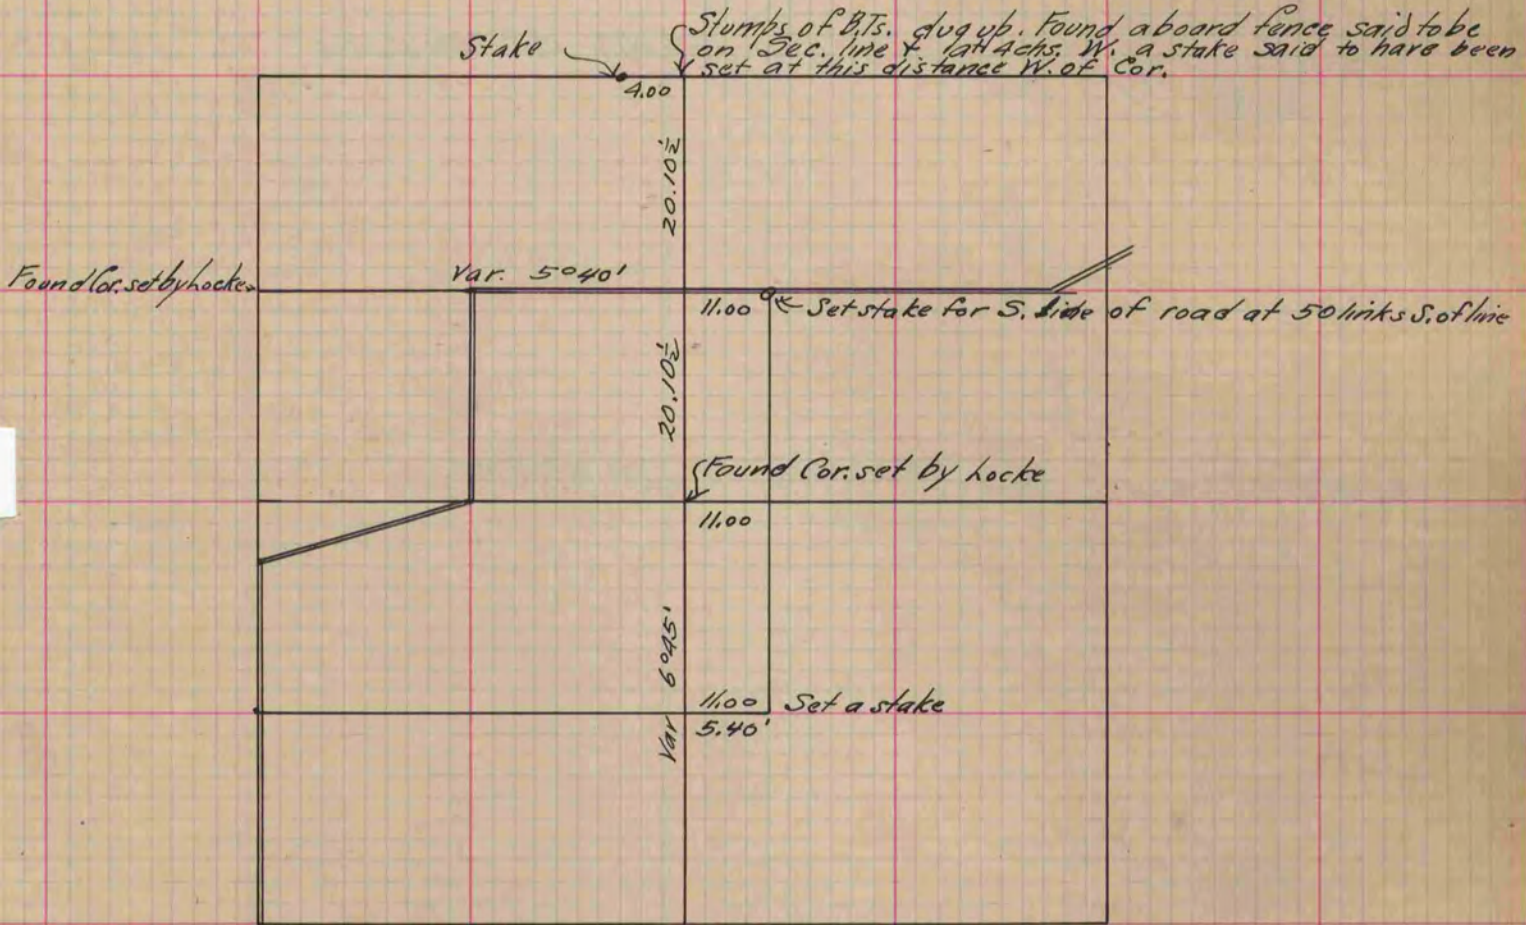 Stumbs of B.Ts. dug up. Found a board fence said to be
on Sec. line & at 4 chs. W. a stake said to have been
set at this distance W. of Cor.
Stake
4.00
20.10½
Found Cor. set by Locke
Var. 5°40'
11.00
Set stake for S. side of road at 50 links S. of line
20.10½
Found Cor. set by Locke
11.00
Var 6°45'
11.00 Set a stake
5.40'